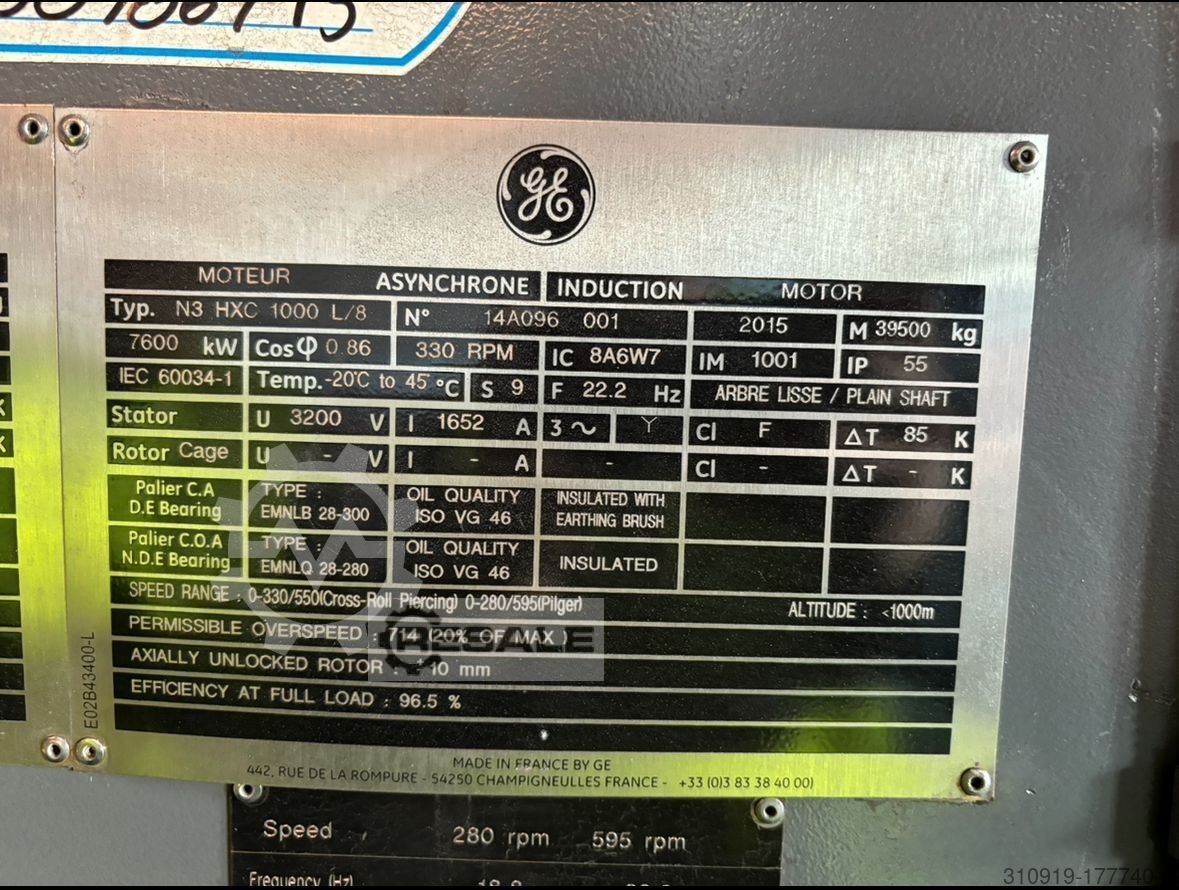 GE
MOTEUR ASYNCHRONE INDUCTION MOTOR
Typ. N3 HXC 1000 L/8 N° 14A096 001 2015 M 39500 kg
7600 kW Cosφ 0.86 330 RPM IC 8A6W7 IM 1001 IP 55
IEC 60034-1 Temp.-20°C to 45 °C S 9 F 22.2 Hz ARBRE LISSE / PLAIN SHAFT
Stator U 3200 V I 1652 A 3 ~ Y Cl F ΔT 85 K
Rotor Cage U - V I - A - Cl - ΔT - K
Palier C.A TYPE : OIL QUALITY INSULATED WITH
D.E Bearing EMNLB 28-300 ISO VG 46 EARTHING BRUSH
Palier C.O.A TYPE : OIL QUALITY INSULATED
N.D.E Bearing EMNLQ 28-280 ISO VG 46
SPEED RANGE : 0-330/550(Cross-Roll Piercing) 0-280/595(Pilger) ALTITUDE : <1000m
PERMISSIBLE OVERSPEED : 714 (20% OF MAX )
RESALE
AXIALLY UNLOCKED ROTOR : 10 mm
EFFICIENCY AT FULL LOAD : 96.5 %
E02B43400-L
MADE IN FRANCE BY GE
442, RUE DE LA ROMPURE - 54250 CHAMPIGNEULLES FRANCE - +33 (0)3 83 38 40 00)
Speed 280 rpm 595 rpm
Frequency (Hz)
310919-177740